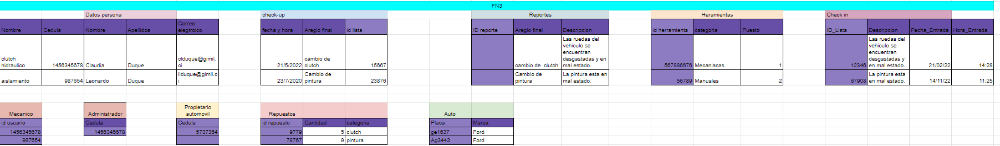 FN3
Datos persona check-up Reportes Heramientas Check in
Correo
Nombre Cedula Nombre Apellidos elegtroico fecha y hora Areglo final id lista ID reporte Areglo final Descripcion id herramienta categoria Puesto ID_Lista Descripcion Fecha_Entrada Hora_Entrada
Las ruedas del Las ruedas del
vehiculo se vehiculo se
encuentran encuentran
clutch clduque@gimil. cambio de desgastadas y en desgastadas y
hidraulico 1456345678 Claudia Duque ci 21/5/2022 clutch 15667 cambio de clutch mal estado. 567886676 Mecaniacas 1 12346 en mal estado. 21/02/22 14:28
llduque@gimil.c Cambio de Cambio de La pintura esta en La pintura esta
aislamiento 987654 Leonardo Duque i 23/7/2020 pintura 23876 pintura mal estado. 56789 Manuales 2 67908 en mal estado. 14/11/22 11:25
Propietario
Mecanico Administrador automovil Repuestos Auto
id usuario Cedula Cedula id repuesto Cantidad categoria Placa Marca
1456345678 1456345678 5737364 9779 5 clutch ge1637 Ford
987654 78767 9 pintura Ag3443 Ford